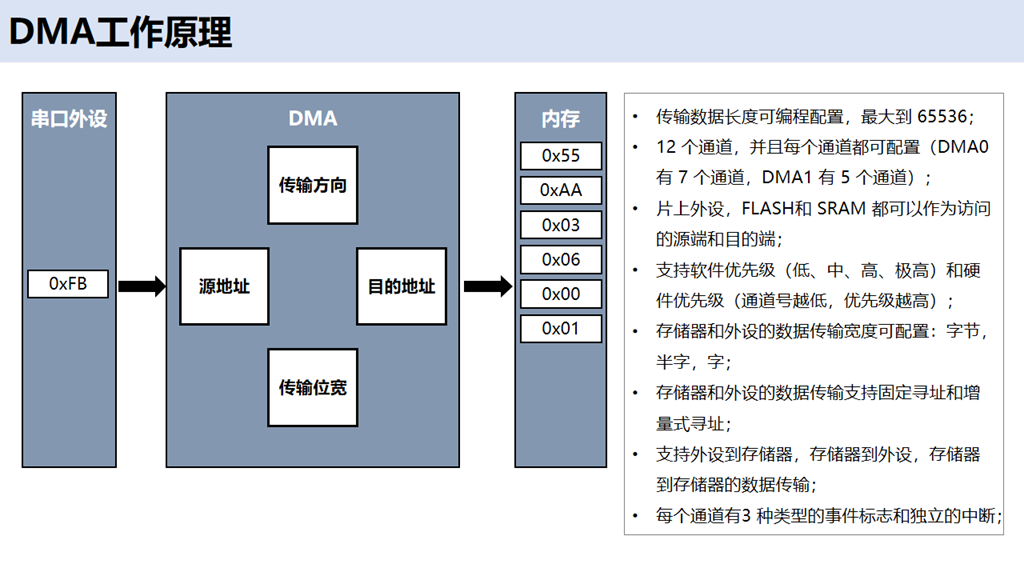 DMA工作原理
串口外设
0xFB
DMA
传输方向
源地址
目的地址
传输位宽
内存
0x55
0xAA
0x03
0x06
0x00
0x01
• 传输数据长度可编程配置，最大到 65536；
• 12 个通道，并且每个通道都可配置（DMA0
有 7 个通道，DMA1 有 5 个通道）；
• 片上外设，FLASH和 SRAM 都可以作为访问
的源端和目的端；
• 支持软件优先级（低、中、高、极高）和硬
件优先级（通道号越低，优先级越高）；
• 存储器和外设的数据传输宽度可配置：字节，
半字，字；
• 存储器和外设的数据传输支持固定寻址和增
量式寻址；
• 支持外设到存储器，存储器到外设，存储器
到存储器的数据传输；
• 每个通道有3 种类型的事件标志和独立的中断；